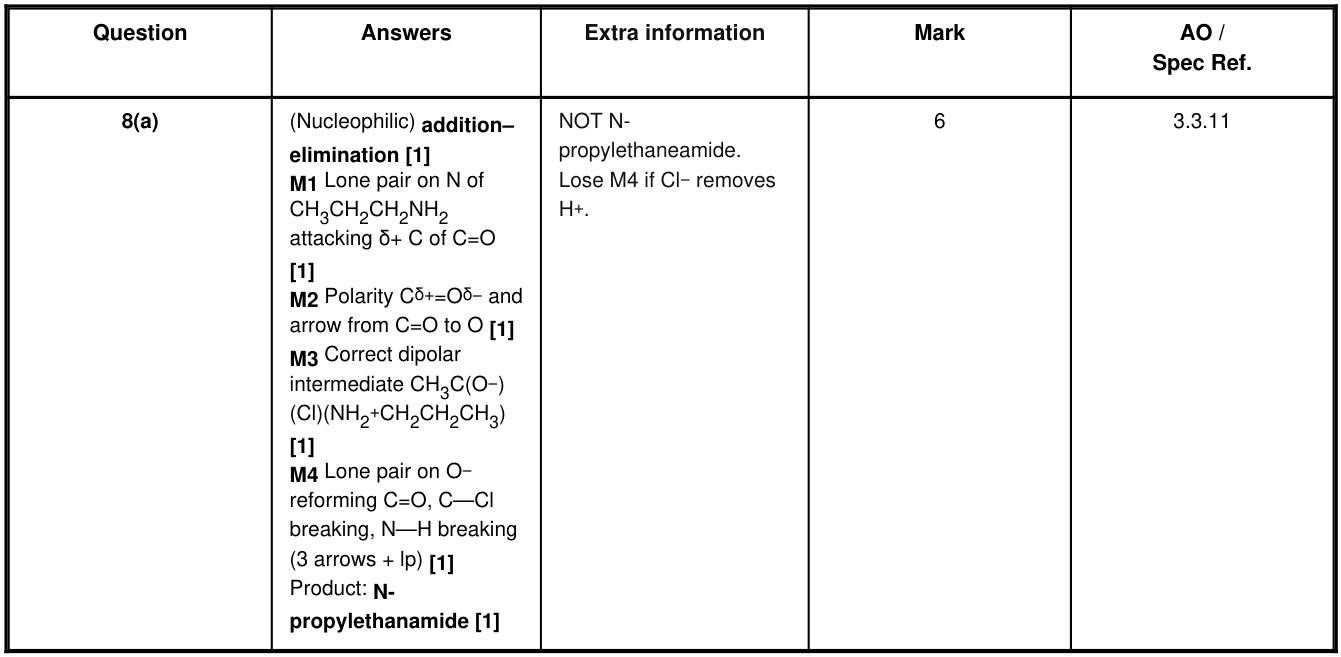 Question Answers Extra information Mark AO /
Spec Ref.
8(a)
(Nucleophilic) addition–
elimination [1]
M1 Lone pair on N of
CH3CH2CH2NH2
attacking δ+ C of C=O
[1]
M2 Polarity Cδ+=Oδ− and
arrow from C=O to O [1]
M3 Correct dipolar
intermediate CH3C(O−)
(Cl)(NH2+CH2CH2CH3)
[1]
M4 Lone pair on O−
reforming C=O, C—Cl
breaking, N—H breaking
(3 arrows + lp) [1]
Product: N-
propylethanamide [1]
NOT N-
propylethaneamide.
Lose M4 if Cl− removes
H+.
6
3.3.11